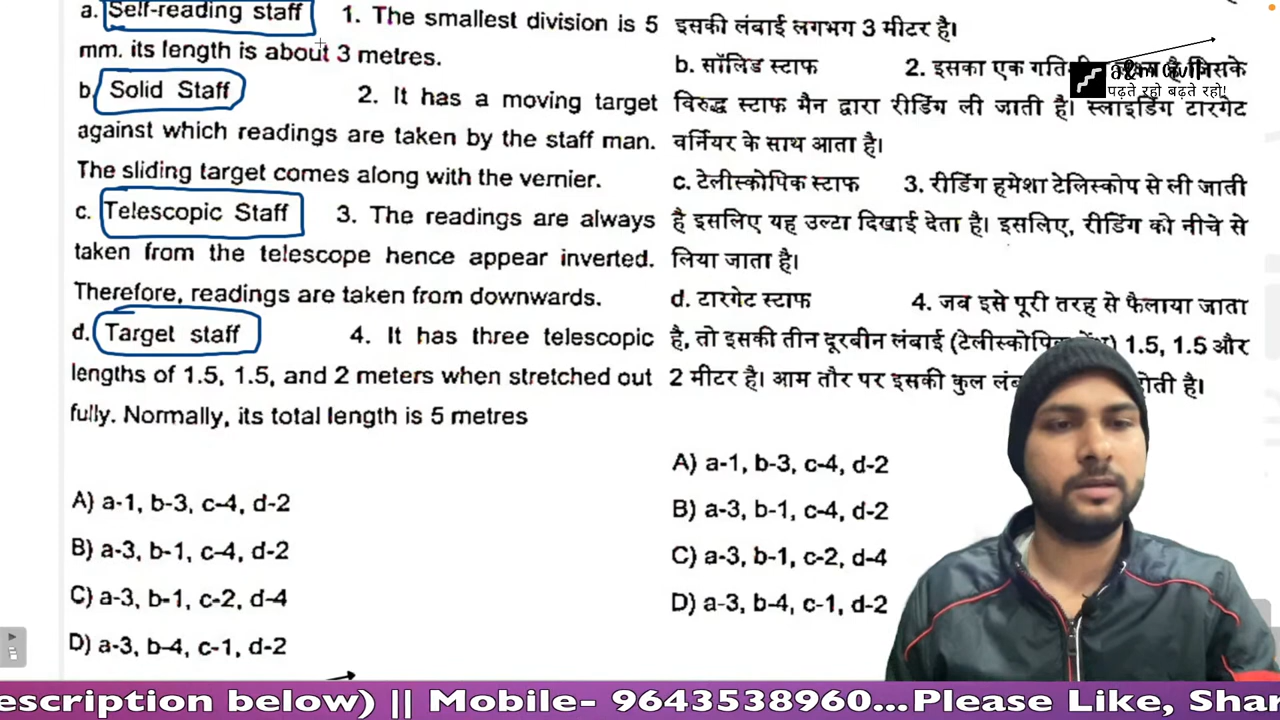 a. Self-reading staff 1. The smallest division is 5
mm. its length is about 3 metres.
b. Solid Staff 2. It has a moving target
against which readings are taken by the staff man.
The sliding target comes along with the vernier.
c. Telescopic Staff 3. The readings are always
taken from the telescope hence appear inverted.
Therefore, readings are taken from downwards.
d. Target staff 4. It has three telescopic
lengths of 1.5, 1.5, and 2 meters when stretched out
fully. Normally, its total length is 5 metres
A) a-1, b-3, c-4, d-2
B) a-3, b-1, c-4, d-2
C) a-3, b-1, c-2, d-4
D) a-3, b-4, c-1, d-2
इसकी लंबाई लगभग 3 मीटर है।
b. सॉलिड स्टाफ 2. इसका एक
विरुद्ध स्टाफ मैन द्वारा रीडिंग ली जाती है। स्लाइडिंग टारगेट
वर्नियर के साथ आता है।
c. टेलीस्कोपिक स्टाफ 3. रीडिंग हमेशा टेलिस्कोप से ली जाती
है इसलिए यह उल्टा दिखाई देता है। इसलिए, रीडिंग को नीचे से
लिया जाता है।
d. टारगेट स्टाफ 4. जब इसे पूरी तरह से फैलाया जाता
है, तो इसकी तीन दूरबीन लंबाई (टेलीस्कोपिक 1.5, 1.5 और
2 मीटर है। आम तौर पर इसकी कुल होती है।
A) a-1, b-3, c-4, d-2
B) a-3, b-1, c-4, d-2
C) a-3, b-1, c-2, d-4
D) a-3, b-4, c-1, d-2
पढ़ते रहो बढ़ते रहो!
escription below) || Mobile- 9643538960...Please Like, Shar